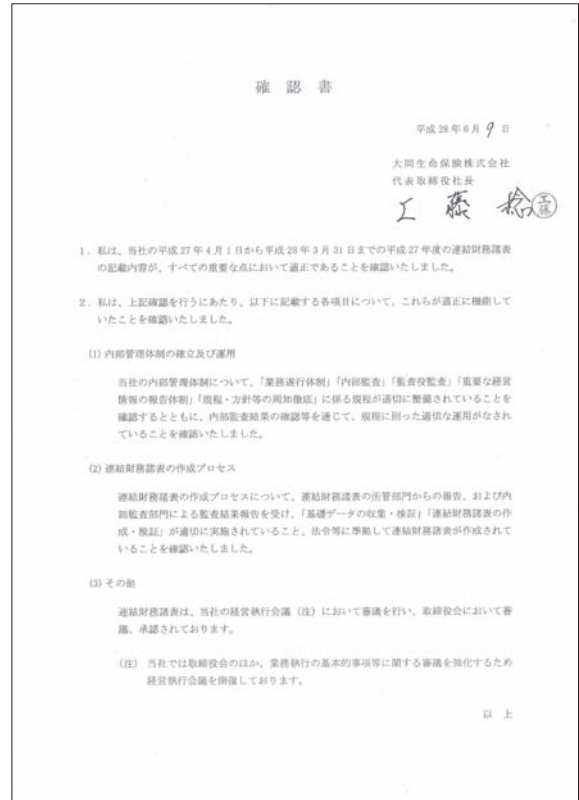 確認書
平成28年6月9日
大同生命保険株式会社
代表取締役社長
工藤 稔 工藤
1. 私は、当社の平成27年4月1日から平成28年3月31日までの平成27年度の連結財務諸表
の記載内容が、すべての重要な点において適正であることを確認いたしました。
2. 私は、上記確認を行うにあたり、以下に記載する各項目について、これらが適正に機能して
いたことを確認いたしました。
(1) 内部管理体制の確立及び運用
当社の内部管理体制について、「業務遂行体制」「内部監査」「監査役監査」「重要な経営
情報の報告体制」「規程・方針等の周知徹底」に係る規程が適切に整備されていることを
確認するとともに、内部監査結果の確認等を通じて、規程に則った適切な運用がなされ
ていることを確認いたしました。
(2) 連結財務諸表の作成プロセス
連結財務諸表の作成プロセスについて、連結財務諸表の所管部門からの報告、および内
部監査部門による監査結果報告を受け、「基礎データの収集・検証」「連結財務諸表の作
成・検証」が適切に実施されていること、法令等に準拠して連結財務諸表が作成されて
いることを確認いたしました。
(3) その他
連結財務諸表は、当社の経営執行会議（注）において審議を行い、取締役会において審
議、承認されております。
（注） 当社では取締役会のほか、業務執行の基本的事項等に関する審議を強化するため
経営執行会議を開催しております。
以 上